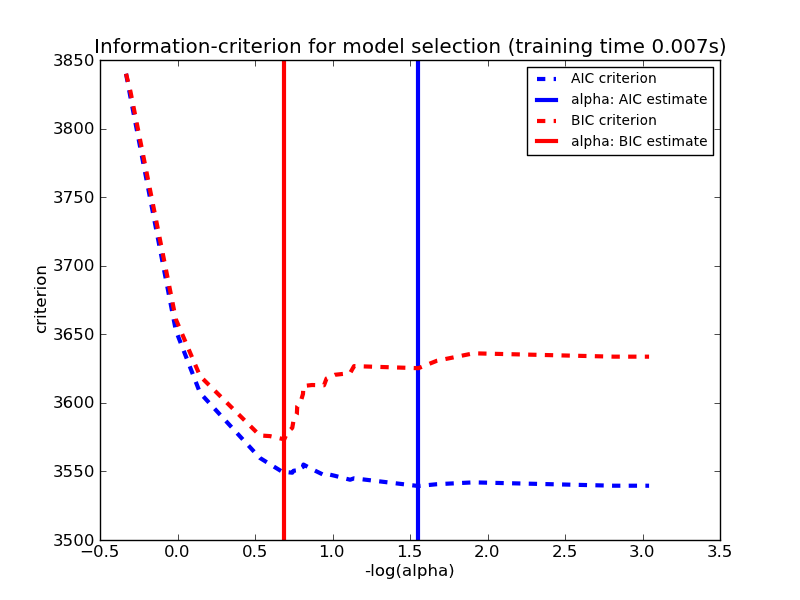 Information-criterion for model selection (training time 0.007s)
3850
3800
3750
3700
3650
3600
3550
3500
criterion
AIC criterion
alpha: AIC estimate
BIC criterion
alpha: BIC estimate
−0.5 0.0 0.5 1.0 1.5 2.0 2.5 3.0 3.5
-log(alpha)